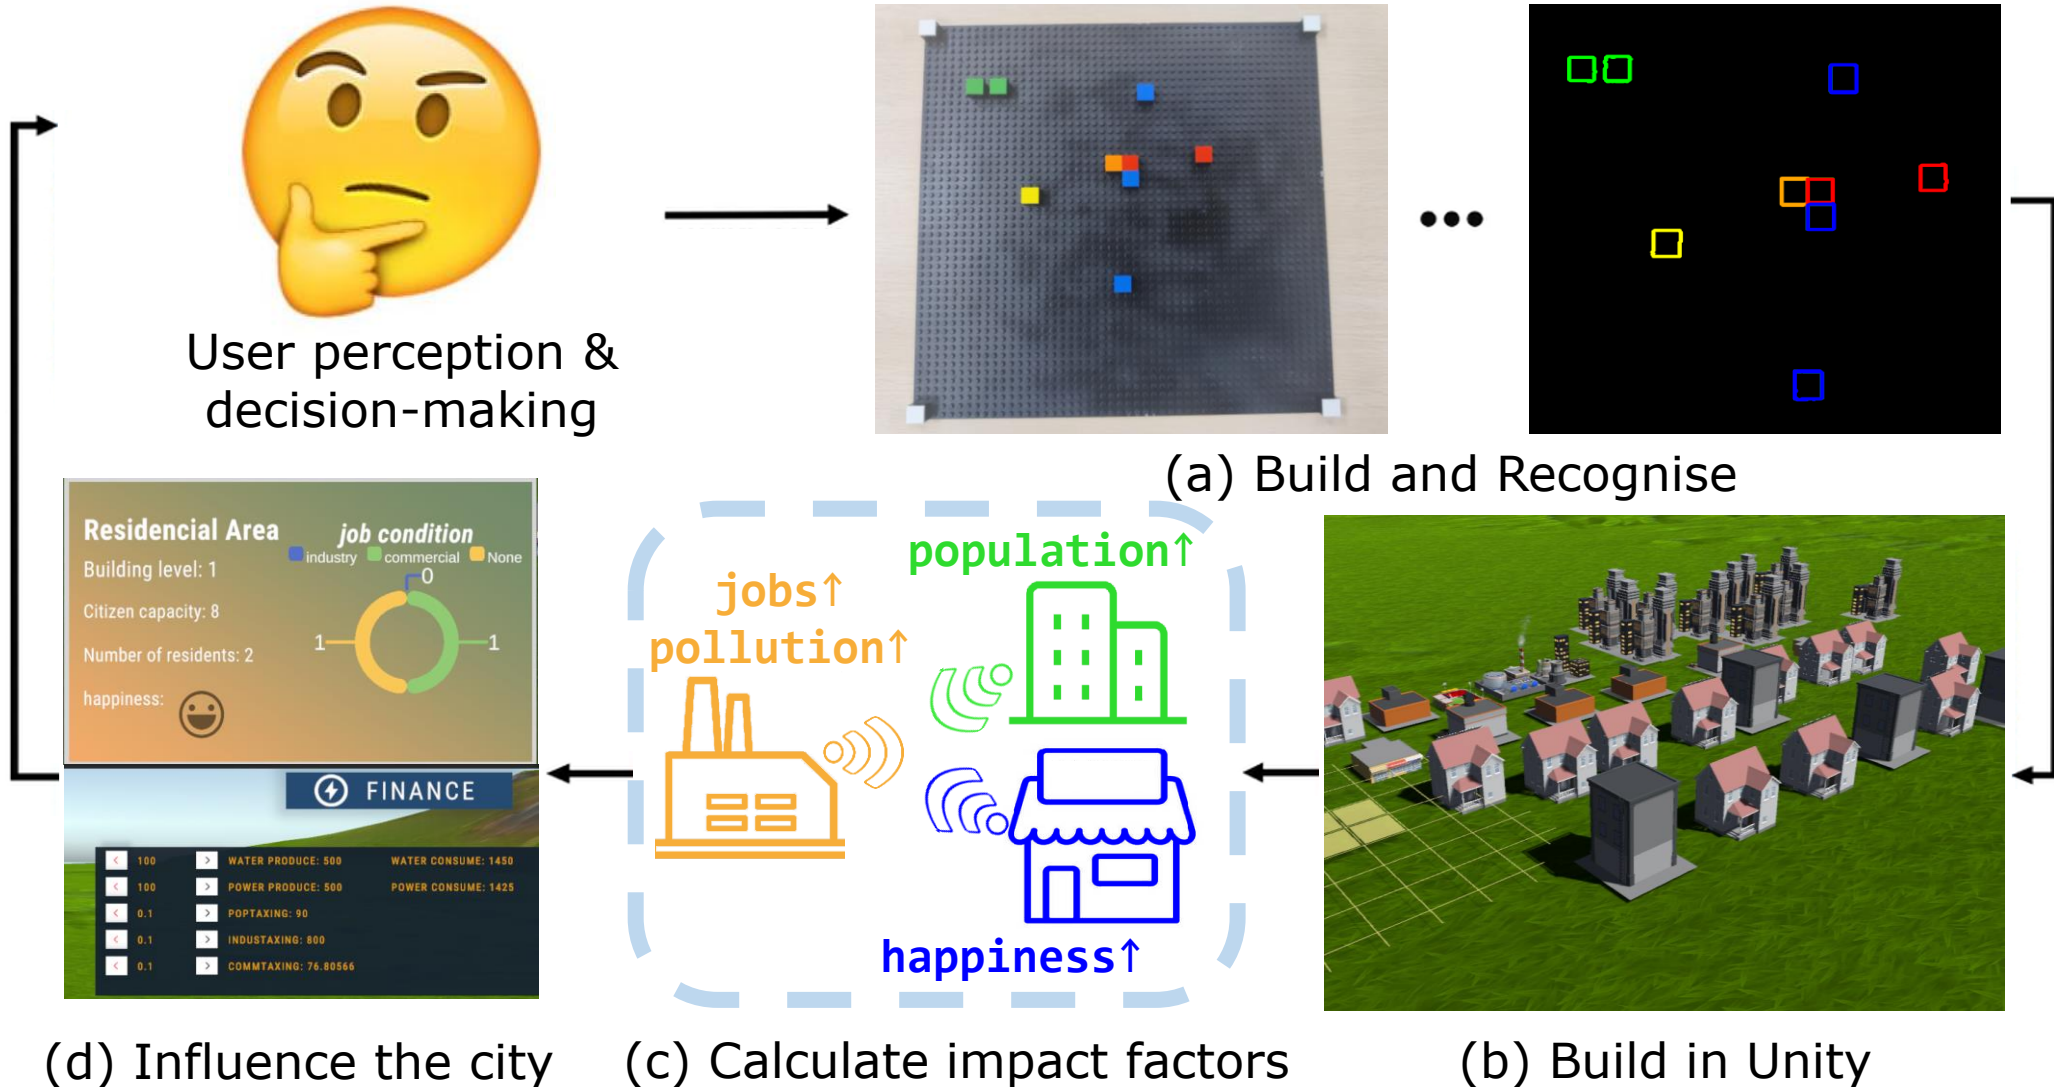 User perception &
decision-making
(a) Build and Recognise
Residencial Area
job condition
industry commercial None
Building level: 1
Citizen capacity: 8
Number of residents: 2
happiness:
0
1
1
FINANCE
< 100 > WATER PRODUCE: 500 WATER CONSUME: 1450
< 100 > POWER PRODUCE: 500 POWER CONSUME: 1425
< 0.1 > POPTAXING: 90
< 0.1 > INDUSTAXING: 800
< 0.1 > COMMTAXING: 76.80566
jobs↑
pollution↑
population↑
happiness↑
(d) Influence the city
(c) Calculate impact factors
(b) Build in Unity